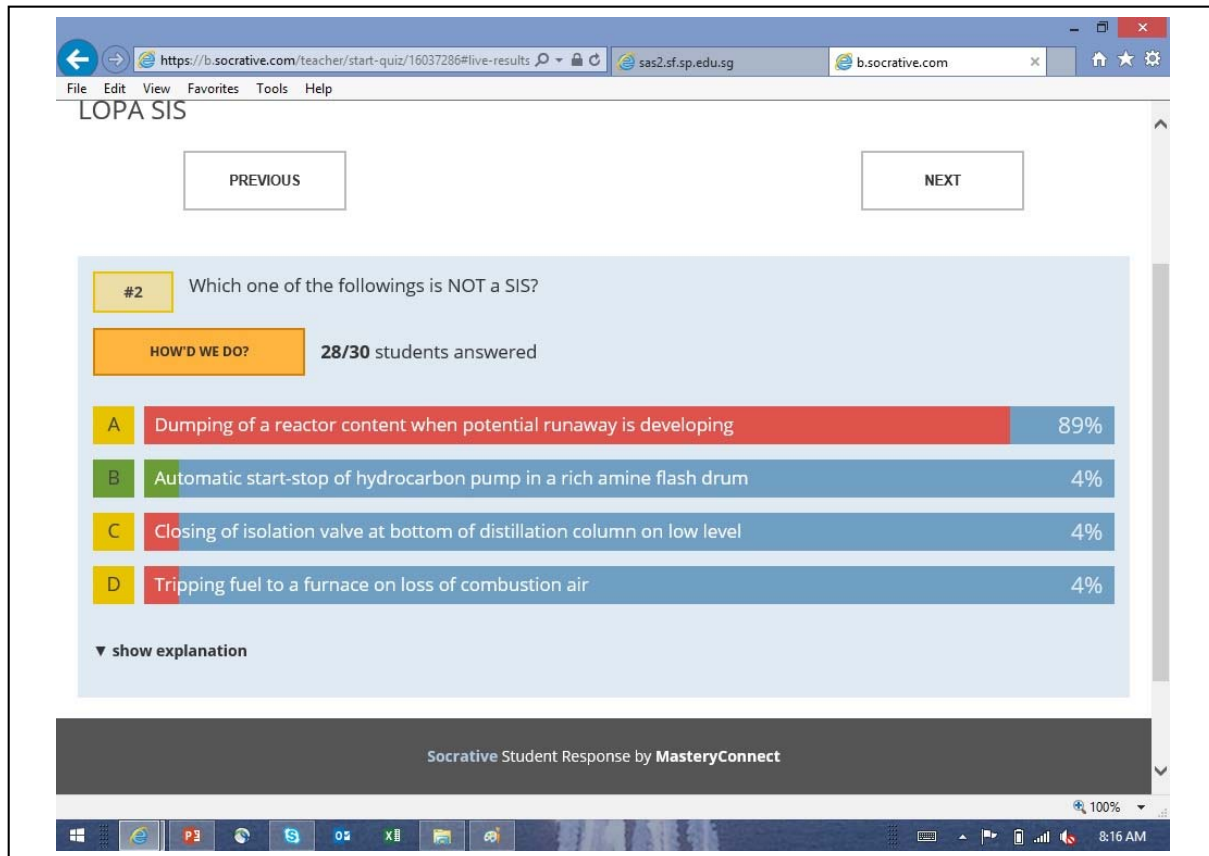 https://b.socrative.com/teacher/start-quiz/16037286#live-results
sas2.sf.sp.edu.sg
b.socrative.com
File Edit View Favorites Tools Help
LOPA SIS
PREVIOUS
NEXT
#2
Which one of the followings is NOT a SIS?
HOW'D WE DO?
28/30 students answered
A Dumping of a reactor content when potential runaway is developing 89%
B Automatic start-stop of hydrocarbon pump in a rich amine flash drum 4%
C Closing of isolation valve at bottom of distillation column on low level 4%
D Tripping fuel to a furnace on loss of combustion air 4%
▼ show explanation
Socrative Student Response by MasteryConnect
100%
8:16 AM